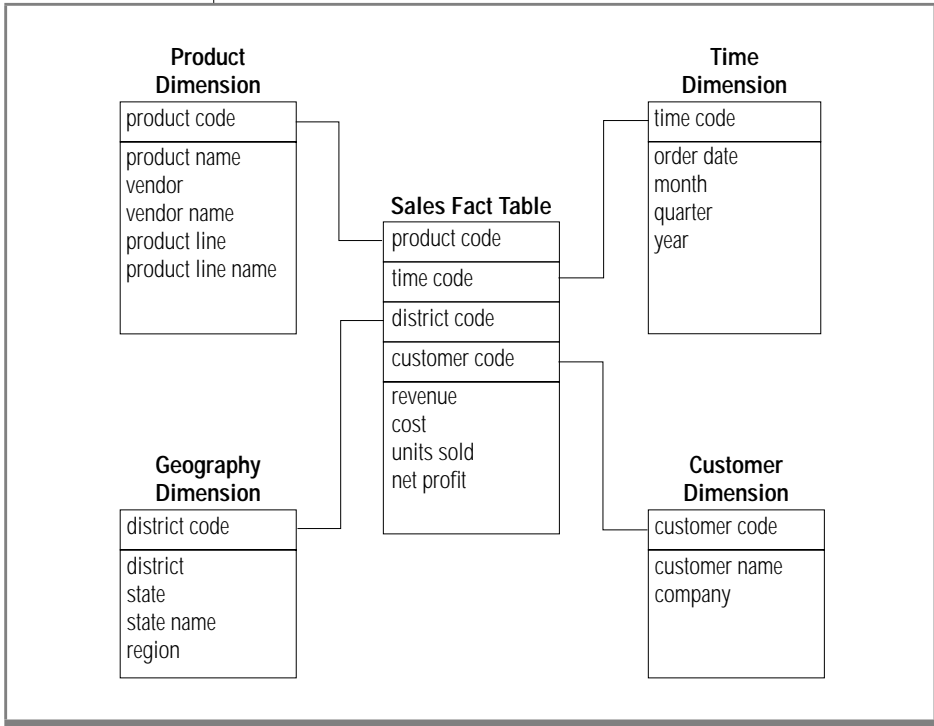 Product
Dimension
product code
product name
vendor
vendor name
product line
product line name
Time
Dimension
time code
order date
month
quarter
year
Sales Fact Table
product code
time code
district code
customer code
revenue
cost
units sold
net profit
Geography
Dimension
district code
district
state
state name
region
Customer
Dimension
customer code
customer name
company